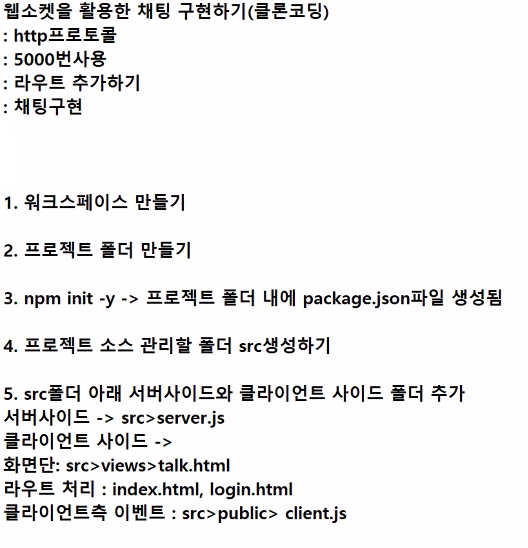 웹소켓을 활용한 채팅 구현하기(클론코딩)
: http프로토콜
: 5000번사용
: 라우트 추가하기
: 채팅구현
1. 워크스페이스 만들기
2. 프로젝트 폴더 만들기
3. npm init -y -> 프로젝트 폴더 내에 package.json파일 생성됨
4. 프로젝트 소스 관리할 폴더 src생성하기
5. src폴더 아래 서버사이드와 클라이언트 사이드 폴더 추가
서버사이드 -> src>server.js
클라이언트 사이드 ->
화면단: src>views>talk.html
라우트 처리 : index.html, login.html
클라이언트측 이벤트 : src>public> client.js